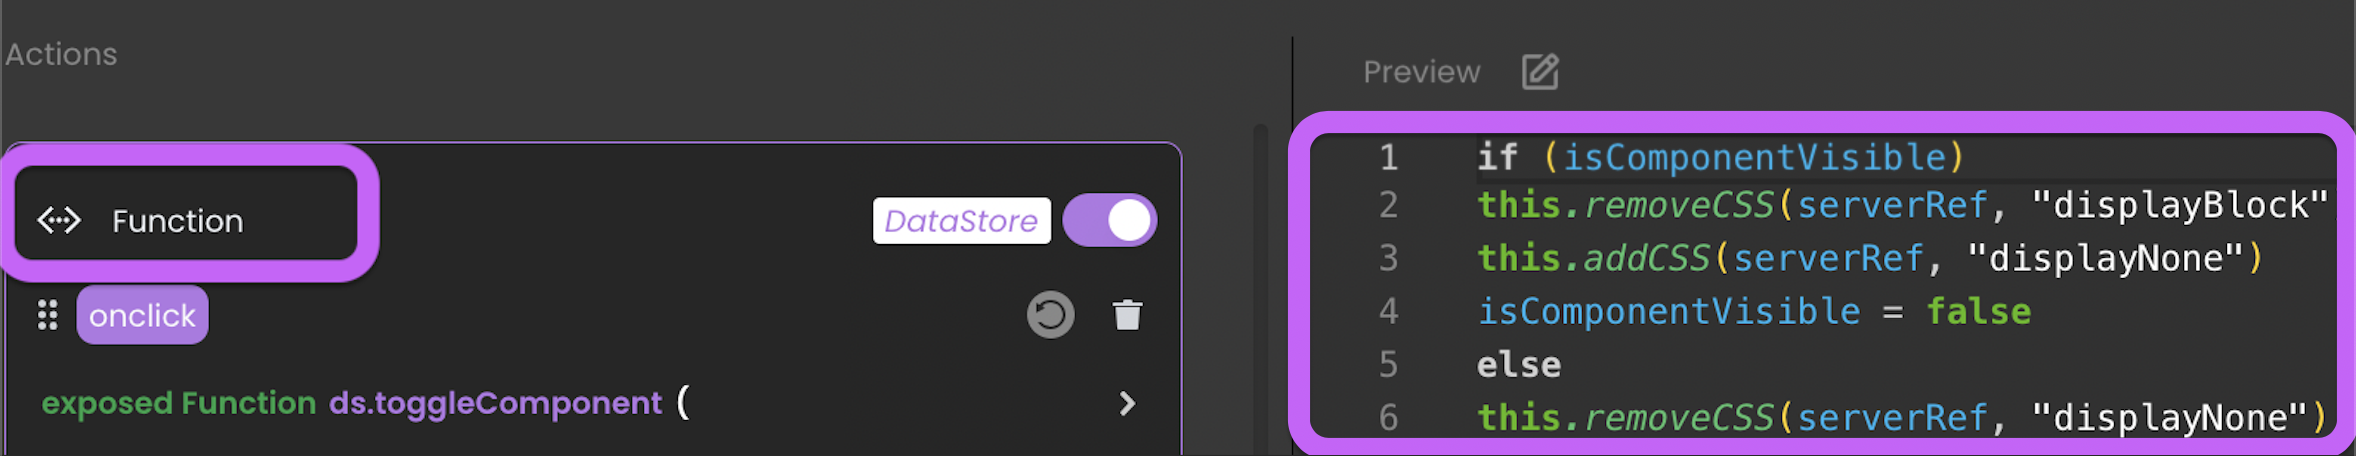 Actions
Function
DataStore
onclick
exposed Function ds.toggleComponent (
Preview
1 if (isComponentVisible)
2 this.removeCSS(serverRef, "displayBlock"
3 this.addCSS(serverRef, "displayNone")
4 isComponentVisible = false
5 else
6 this.removeCSS(serverRef, "displayNone")